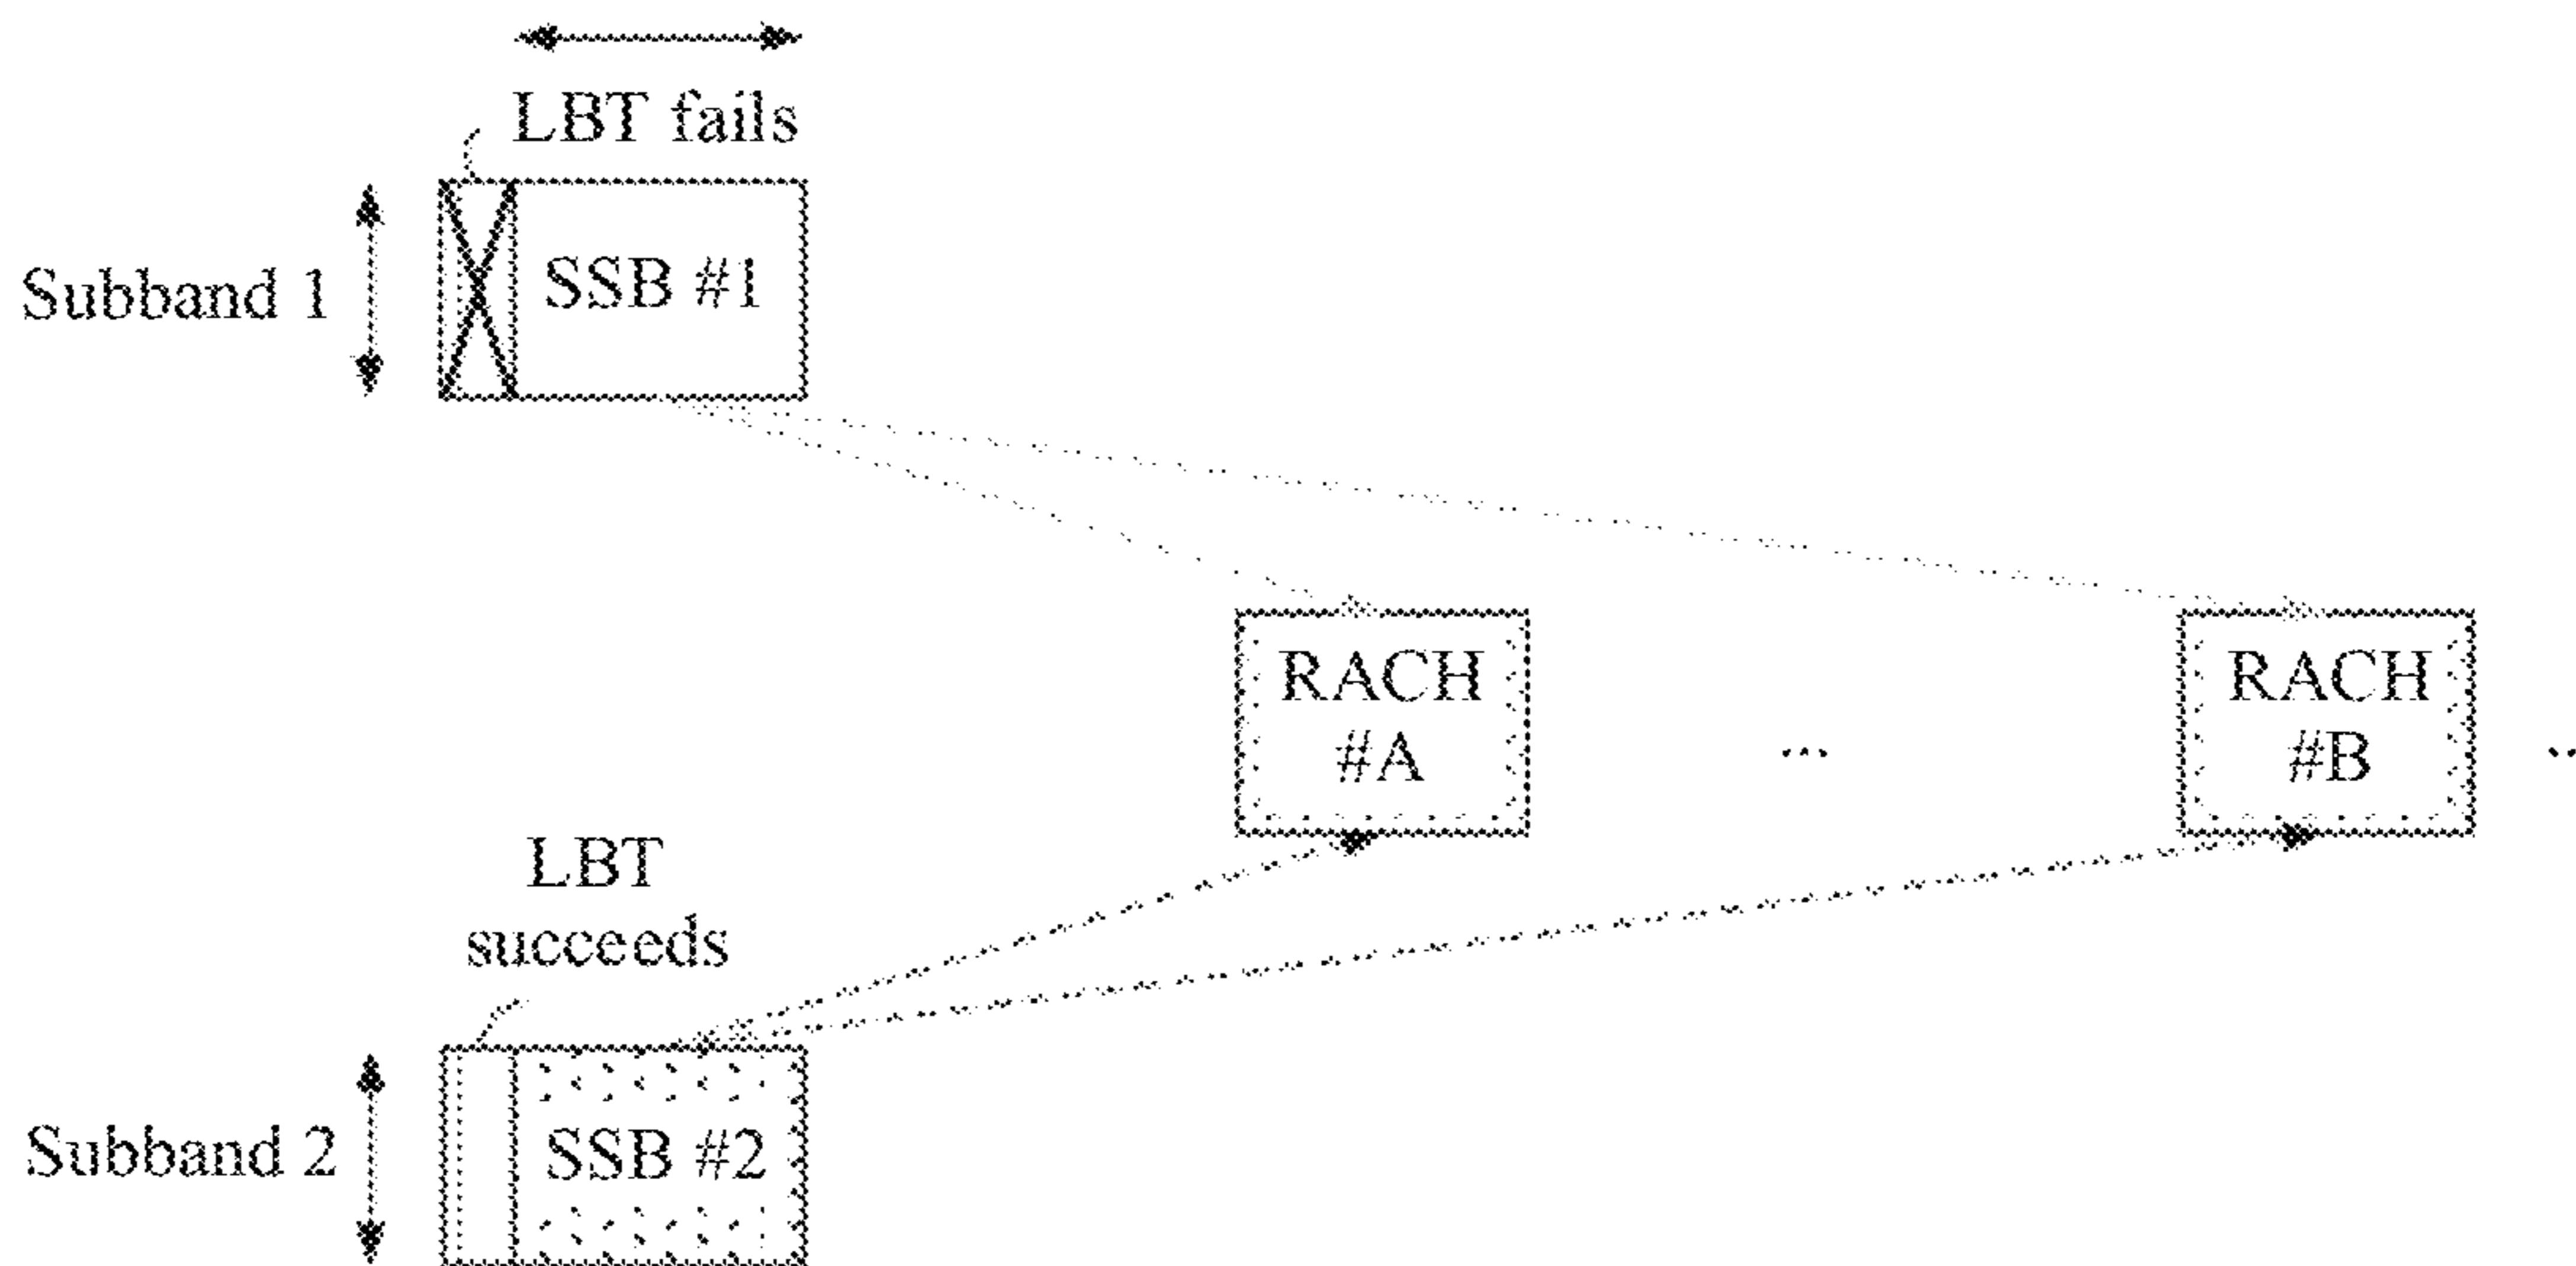 LBT fails
Subband 1
SSB #1
RACH
#A
...
RACH
#B
..
LBT
succeeds
Subband 2
SSB #2